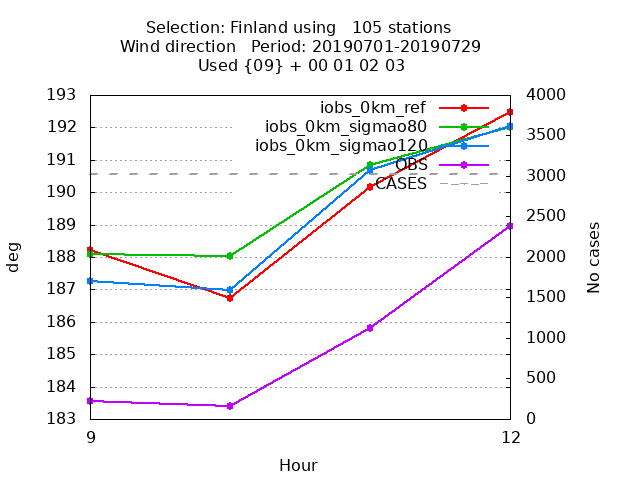 Selection: Finland using   105 stations
Wind direction   Period: 20190701-20190729
Used {09} + 00 01 02 03
193
192
191
190
189
188
187
186
185
184
183
deg
4000
3500
3000
2500
2000
1500
1000
500
0
No cases
iobs_0km_ref
iobs_0km_sigmao80
iobs_0km_sigmao120
OBS
CASES
9
12
Hour